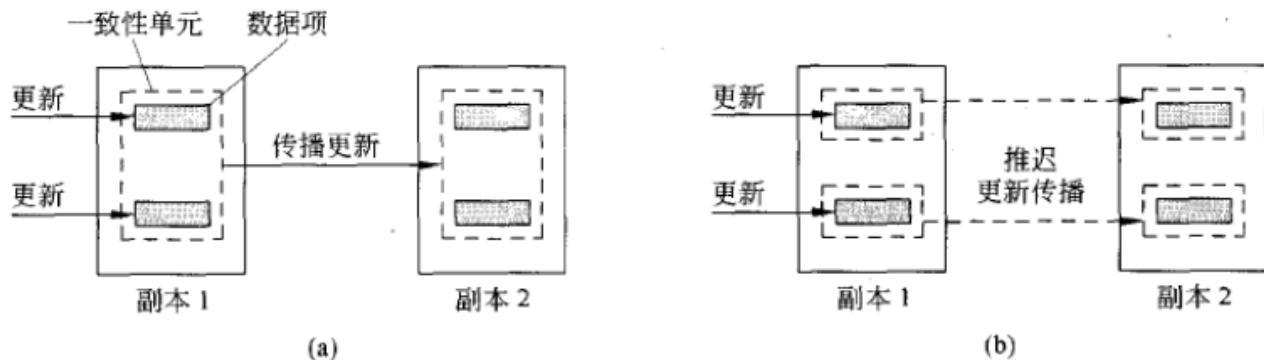 一致性单元 数据项
更新
传播更新
更新
副本 1 副本 2
(a)
更新
推迟
更新传播
更新
副本 1 副本 2
(b)